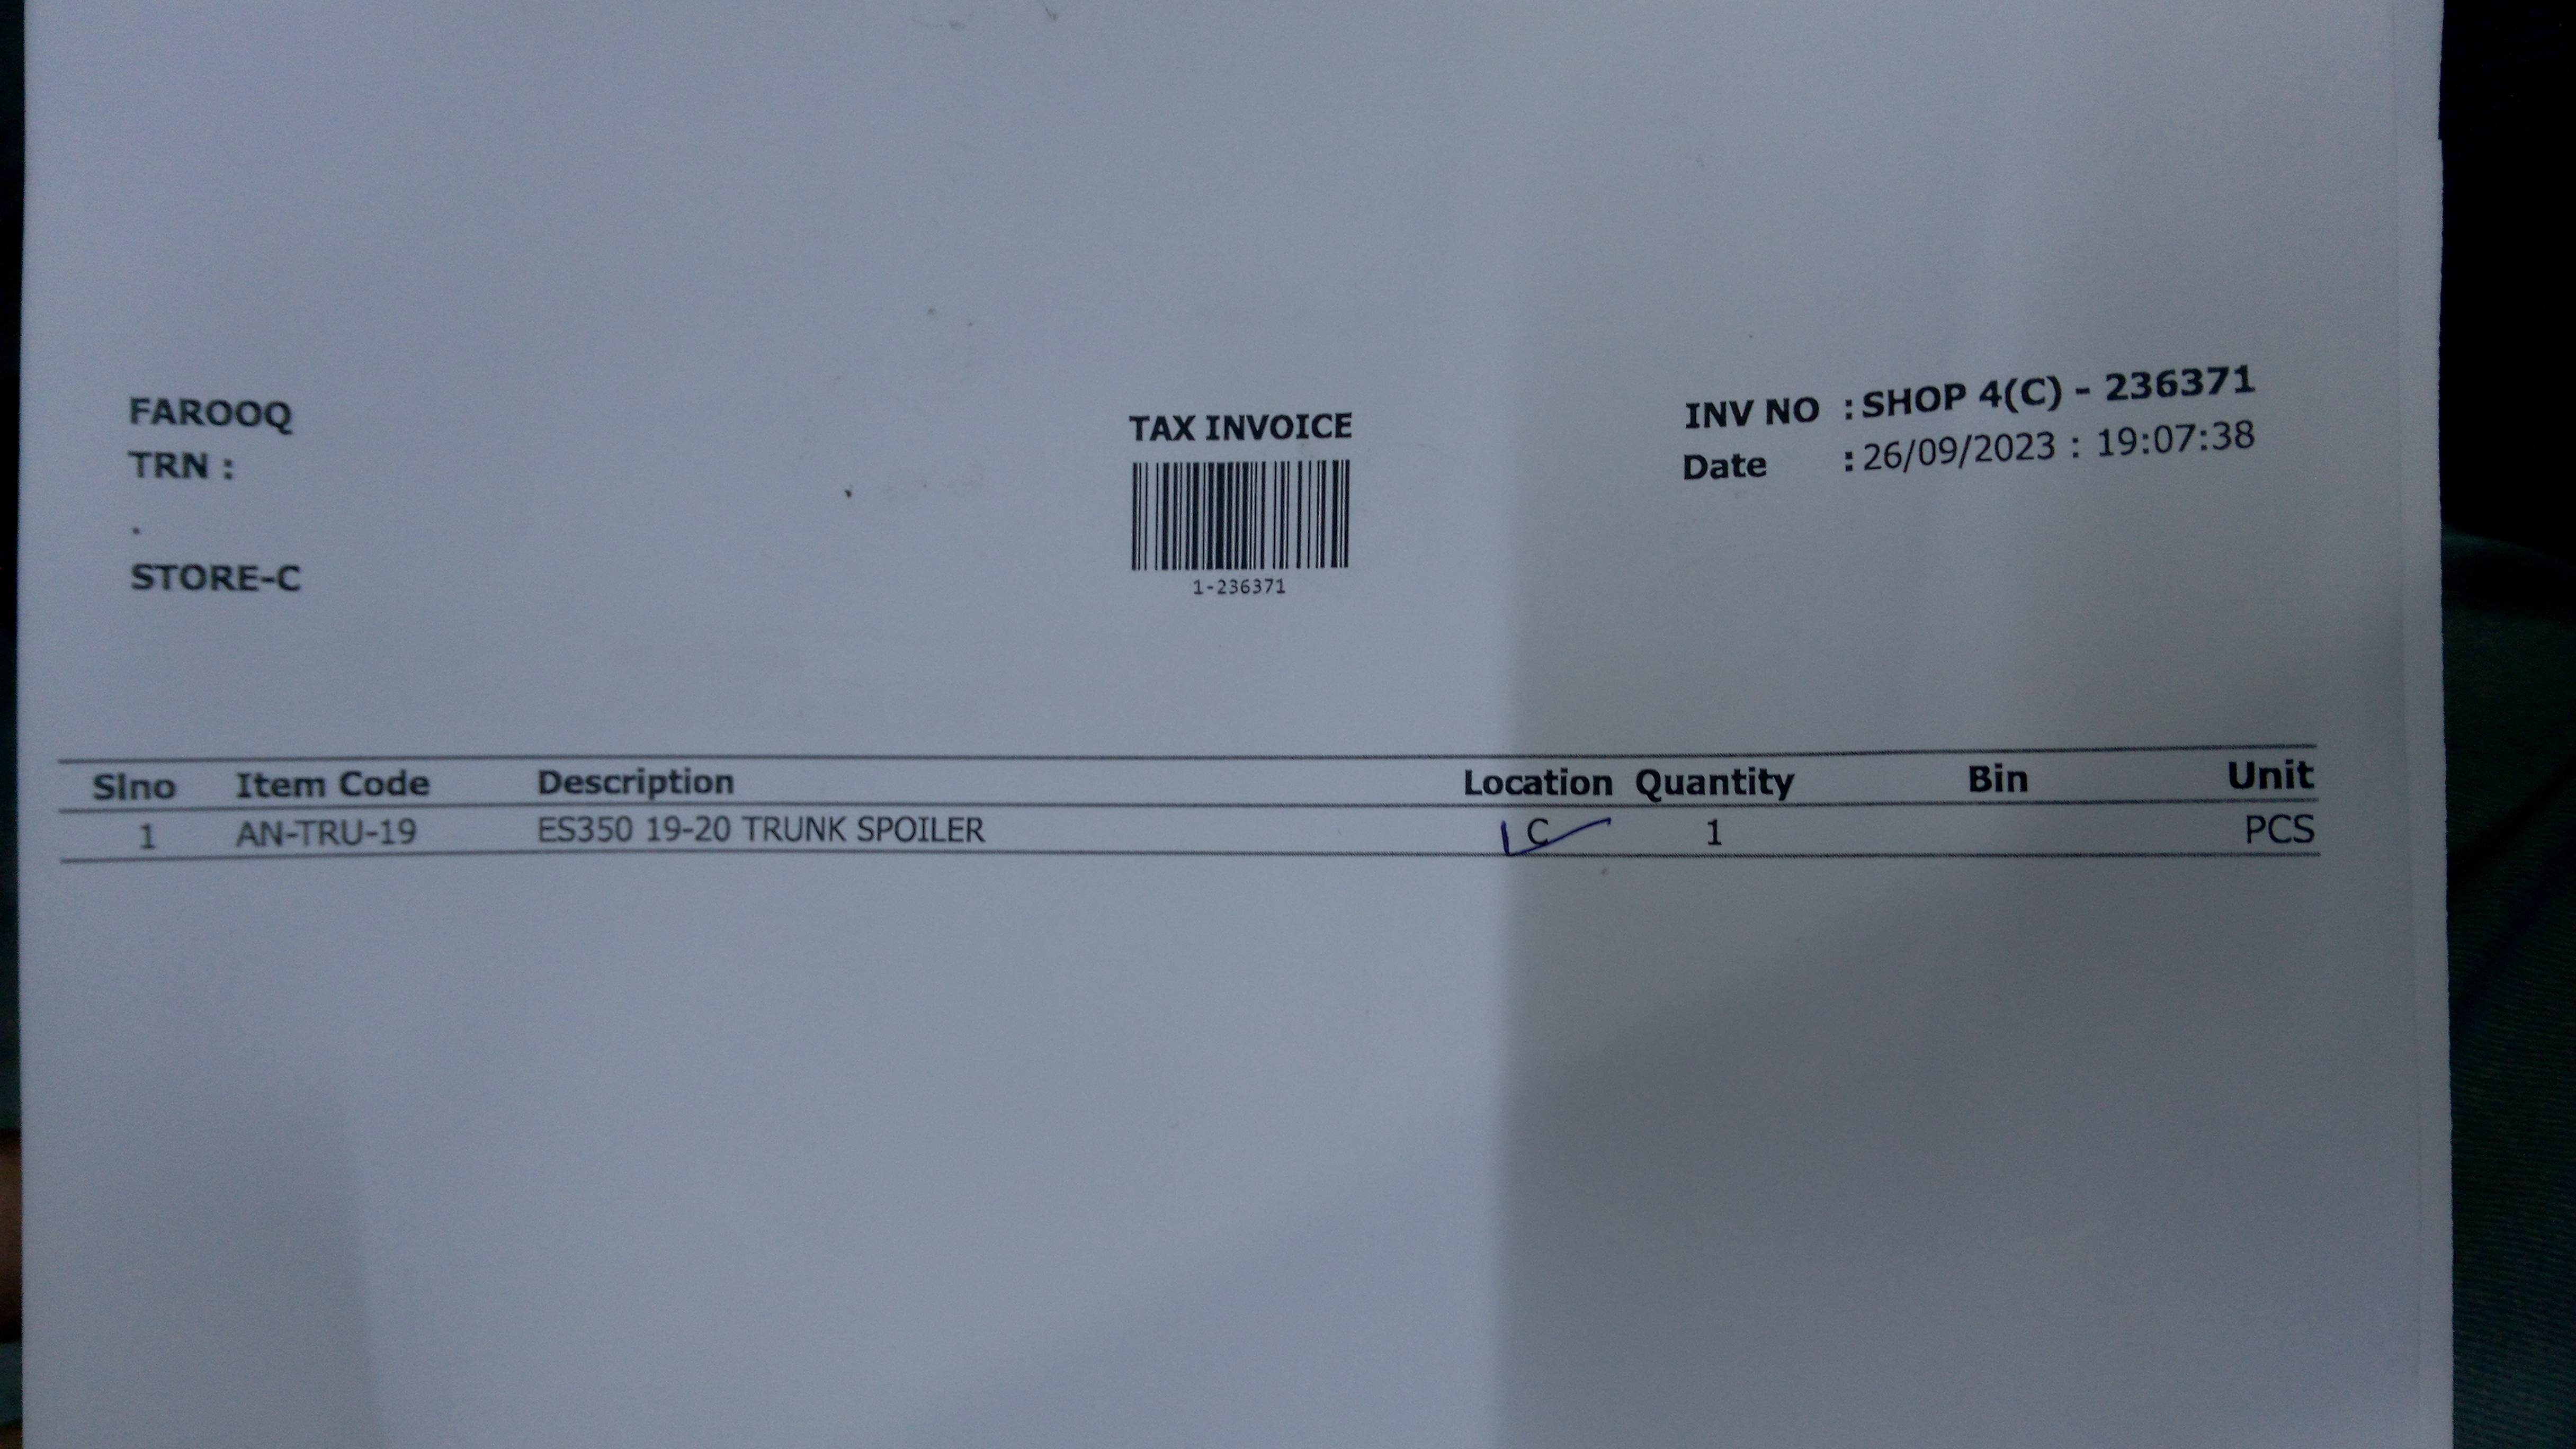 FAROOQ
TRN :
.
STORE-C
TAX INVOICE
1-236371
INV NO : SHOP 4(C) - 236371
Date : 26/09/2023 : 19:07:38
Slno Item Code Description Location Quantity Bin Unit
1 AN-TRU-19 ES350 19-20 TRUNK SPOILER C 1 PCS